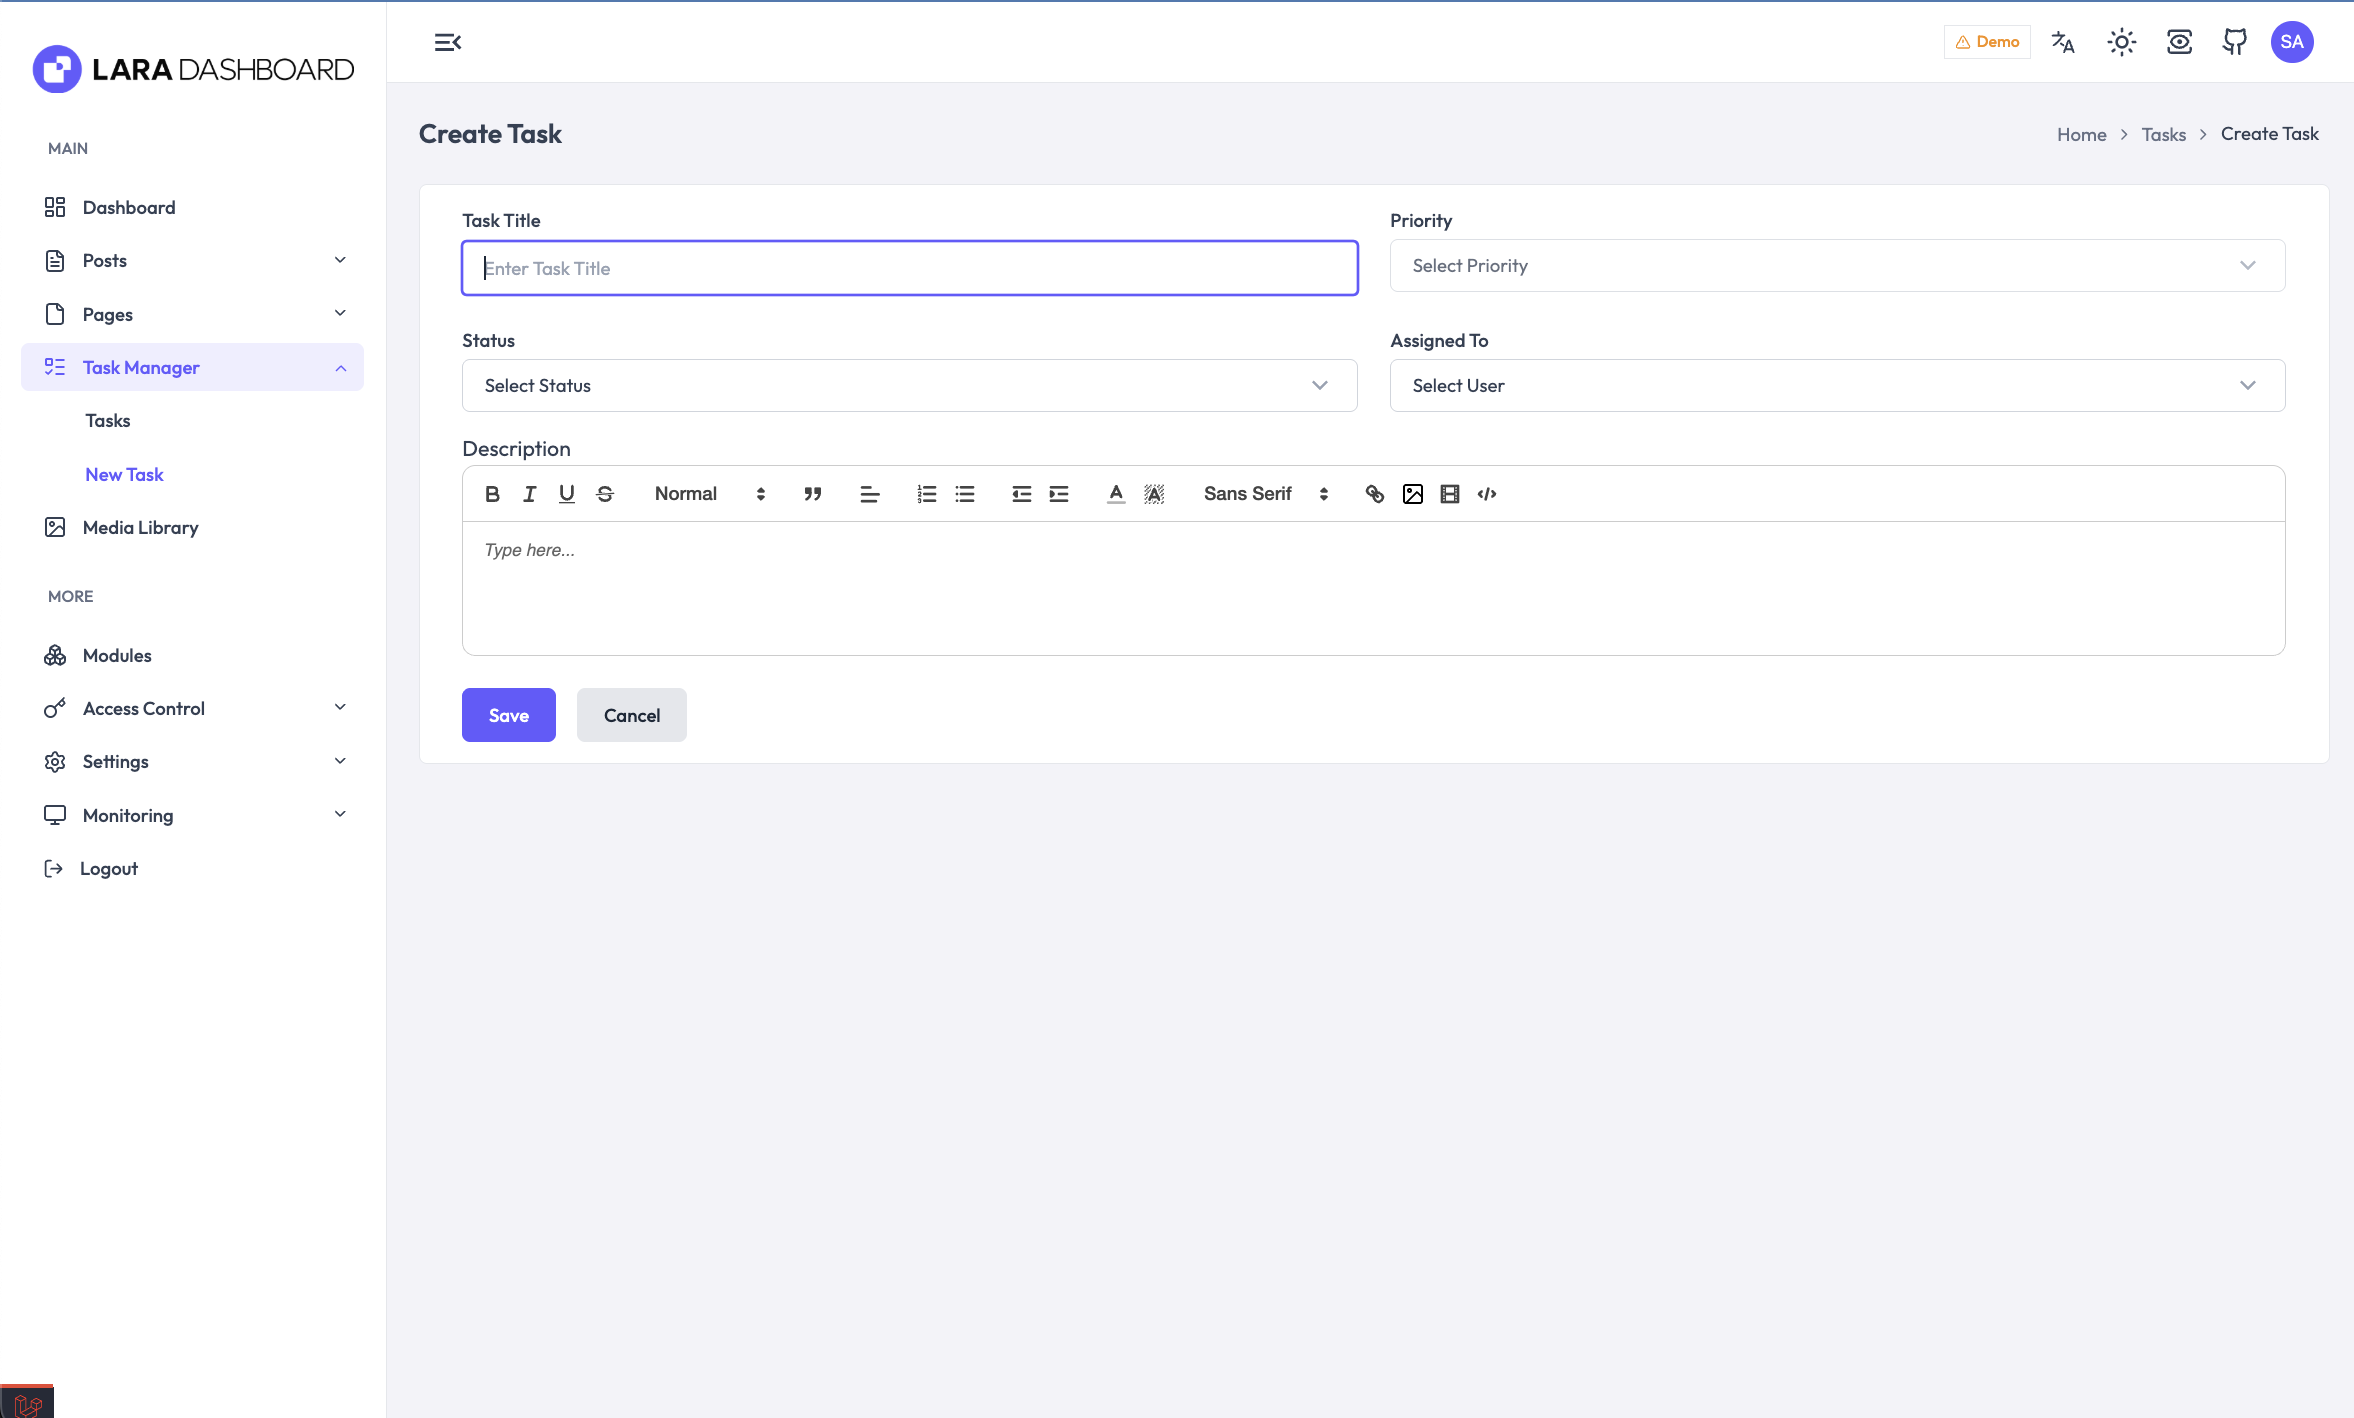 LARA DASHBOARD
Demo
SA
MAIN
Dashboard
Posts
Pages
Task Manager
Tasks
New Task
Media Library
MORE
Modules
Access Control
Settings
Monitoring
Logout
Create Task
Home > Tasks > Create Task
Task Title
Enter Task Title
Priority
Select Priority
Status
Select Status
Assigned To
Select User
Description
Normal
Sans Serif
Type here...
Save
Cancel